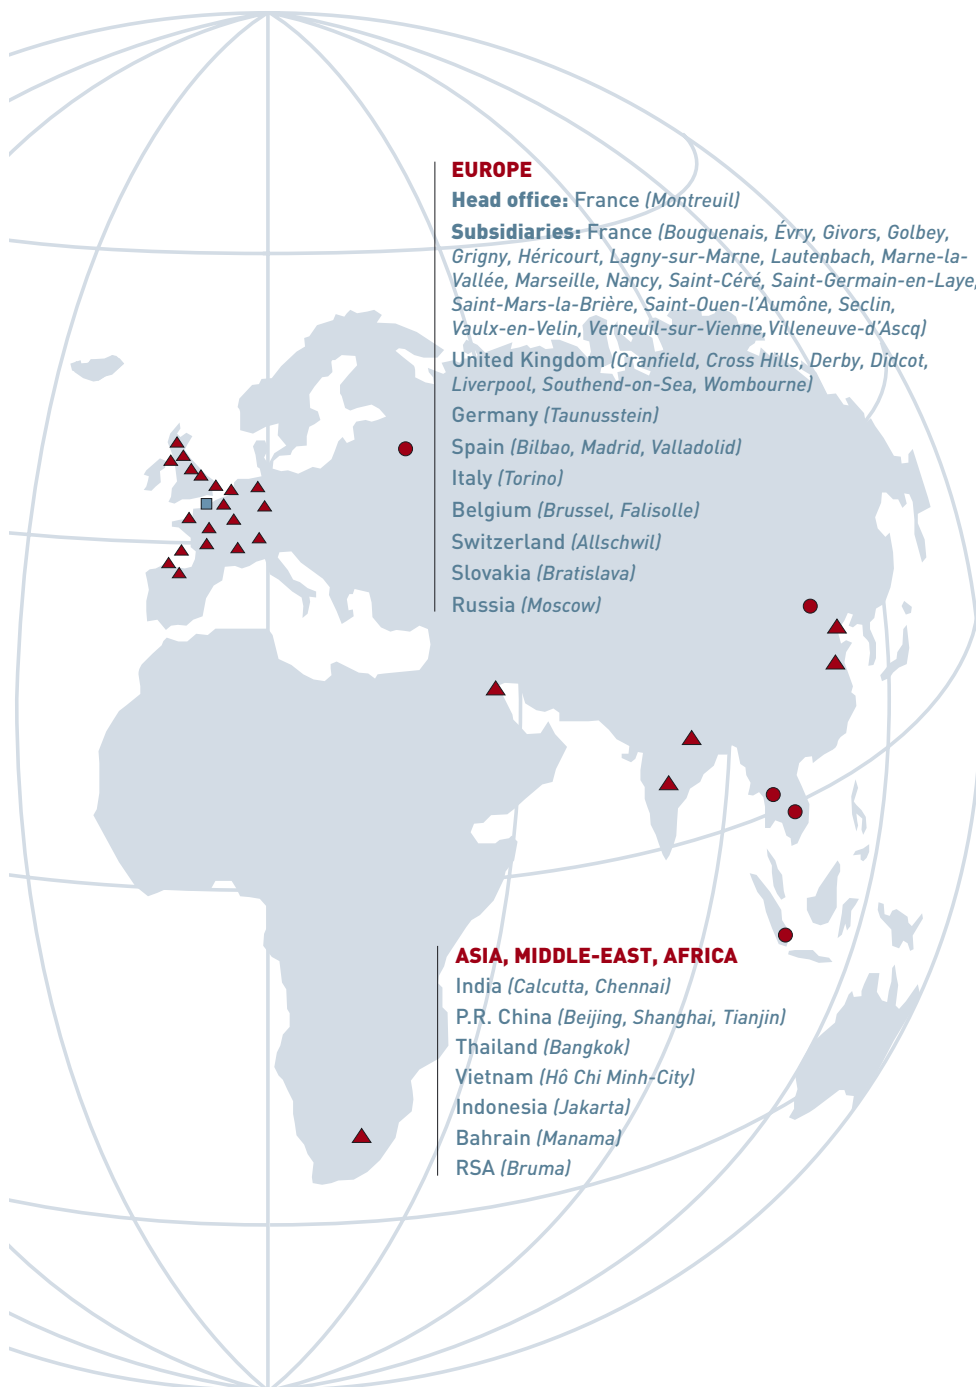 EUROPE
Head office: France (Montreuil)
Subsidiaries: France (Bouguenais, Évry, Givors, Golbey,
Grigny, Héricourt, Lagny-sur-Marne, Lautenbach, Marne-la-
Vallée, Marseille, Nancy, Saint-Céré, Saint-Germain-en-Laye,
Saint-Mars-la-Brière, Saint-Ouen-l'Aumône, Seclin,
Vaulx-en-Velin, Verneuil-sur-Vienne,Villeneuve-d'Ascq)
United Kingdom (Cranfield, Cross Hills, Derby, Didcot,
Liverpool, Southend-on-Sea, Wombourne)
Germany (Taunusstein)
Spain (Bilbao, Madrid, Valladolid)
Italy (Torino)
Belgium (Brussel, Falisolle)
Switzerland (Allschwil)
Slovakia (Bratislava)
Russia (Moscow)
ASIA, MIDDLE-EAST, AFRICA
India (Calcutta, Chennai)
P.R. China (Beijing, Shanghai, Tianjin)
Thailand (Bangkok)
Vietnam (Hô Chi Minh-City)
Indonesia (Jakarta)
Bahrain (Manama)
RSA (Bruma)